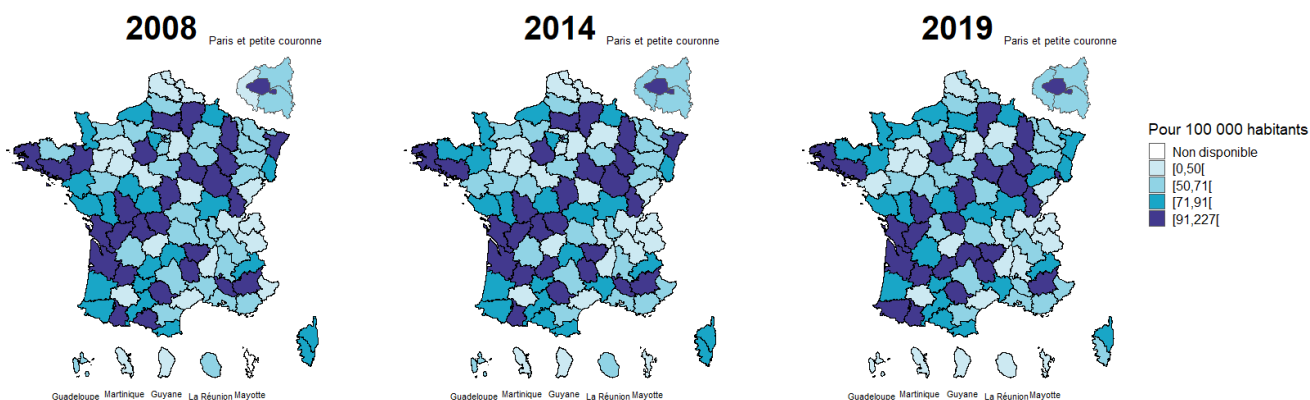 2008
Paris et petite couronne
2014
Paris et petite couronne
2019
Paris et petite couronne
Pour 100 000 habitants
Non disponible
[0,50[
[50,71[
[71,91[
[91,227[
Guadeloupe Martinique Guyane La Réunion Mayotte
Guadeloupe Martinique Guyane La Réunion Mayotte
Guadeloupe Martinique Guyane La Réunion Mayotte